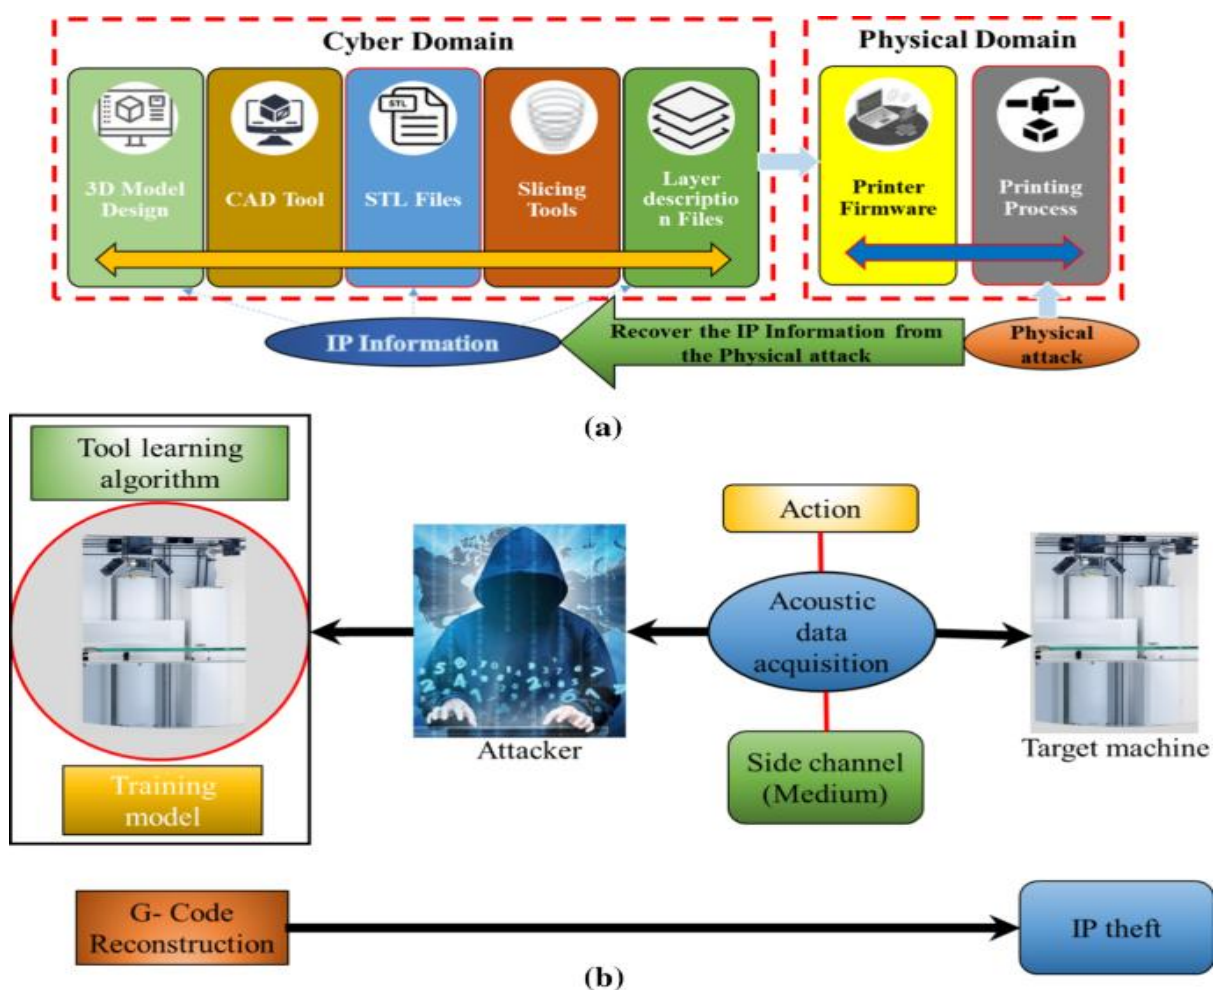 Cyber Domain
Physical Domain
STL
3D Model
Design
CAD Tool
STL Files
Slicing
Tools
Layer
descriptio
n Files
Printer
Firmware
Printing
Process
IP Information
Recover the IP Information from
the Physical attack
Physical
attack
(a)
Tool learning
algorithm
Training
model
Attacker
Action
Acoustic
data
acquisition
Side channel
(Medium)
Target machine
G- Code
Reconstruction
IP theft
(b)